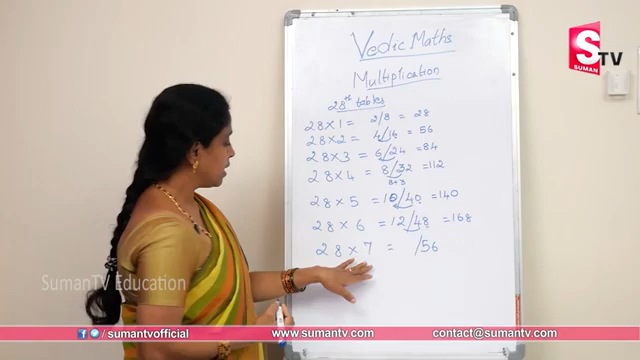 Vedic Maths
Multiplication
28th tables
28×1 = 2/8 = 28
28×2 = 4/16 = 56
28×3 = 6/24 = 84
28×4 = 8/32 = 112
8+3
28×5 = 10/40 = 140
28×6 = 12/48 = 168
28×7 = /56
S TV
SUMAN
SumanTV Education
/sumantvofficial
www.sumantv.com
contact@sumantv.com